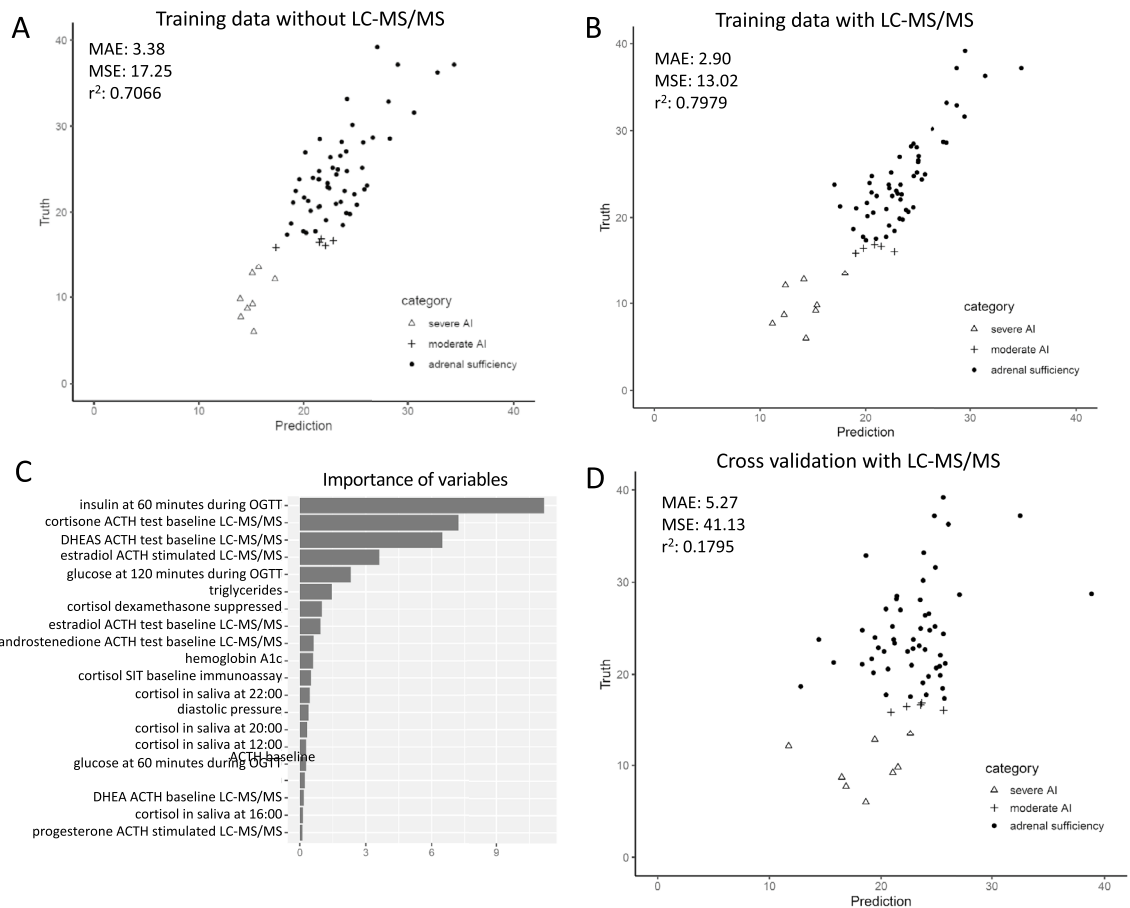 A
Training data without LC-MS/MS
MAE: 3.38
MSE: 17.25
r²: 0.7066
40
30
20
10
0
Truth
0
10
20
30
40
Prediction
category
severe AI
moderate AI
adrenal sufficiency
B
Training data with LC-MS/MS
MAE: 2.90
MSE: 13.02
r²: 0.7979
40
30
20
10
0
Truth
0
10
20
30
40
Prediction
category
severe AI
moderate AI
adrenal sufficiency
C
Importance of variables
insulin at 60 minutes during OGTT
cortisone ACTH test baseline LC-MS/MS
DHEAS ACTH test baseline LC-MS/MS
estradiol ACTH stimulated LC-MS/MS
glucose at 120 minutes during OGTT
triglycerides
cortisol dexamethasone suppressed
estradiol ACTH test baseline LC-MS/MS
androstenedione ACTH test baseline LC-MS/MS
hemoglobin A1c
cortisol SIT baseline immunoassay
cortisol in saliva at 22:00
diastolic pressure
cortisol in saliva at 20:00
cortisol in saliva at 12:00
ACTH baseline
glucose at 60 minutes during OGTT
DHEA ACTH baseline LC-MS/MS
cortisol in saliva at 16:00
progesterone ACTH stimulated LC-MS/MS
0
3
6
9
D
Cross validation with LC-MS/MS
MAE: 5.27
MSE: 41.13
r²: 0.1795
40
30
20
10
0
Truth
0
10
20
30
40
Prediction
category
severe AI
moderate AI
adrenal sufficiency